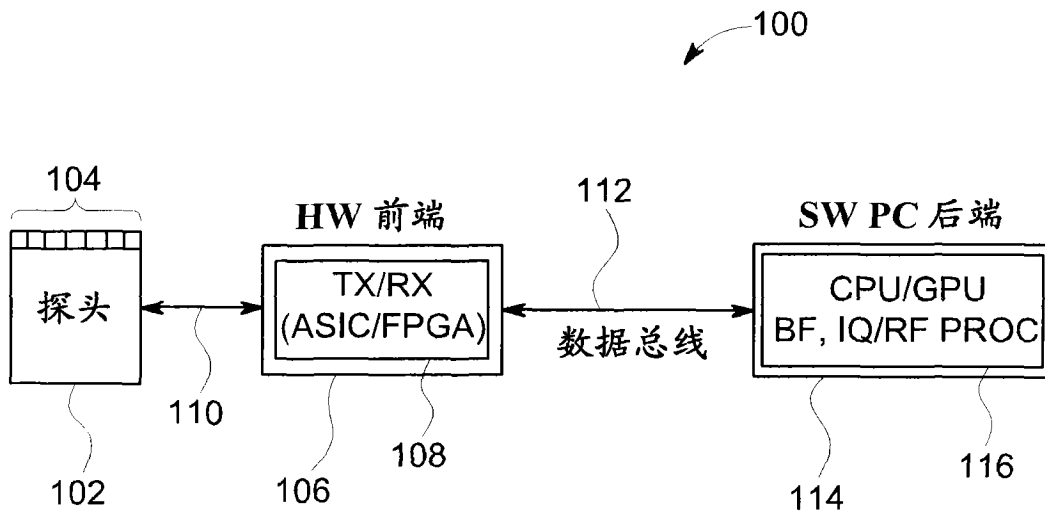 100
104
112
HW 前端
SW PC 后端
探头
TX/RX
(ASIC/FPGA)
数据总线
CPU/GPU
BF, IQ/RF PROC
110
102
106
108
114
116